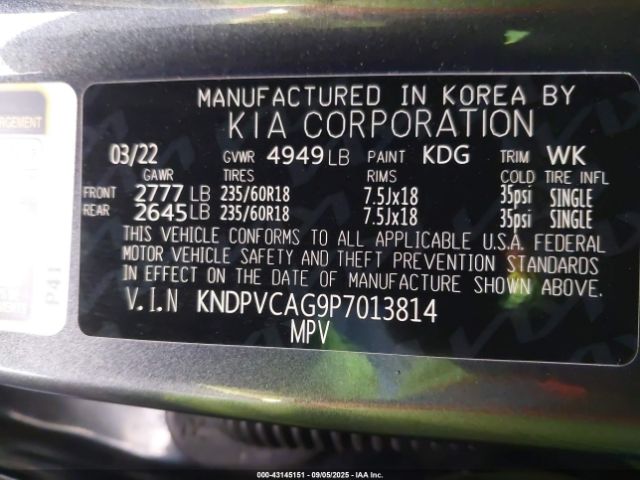 MANUFACTURED IN KOREA BY
KIA CORPORATION
03/22 GVWR 4949 LB PAINT KDG TRIM WK
GAWR TIRES RIMS COLD TIRE INFL
FRONT 2777 LB 235/60R18 7.5Jx18 35psi SINGLE
REAR 2645 LB 235/60R18 7.5Jx18 35psi SINGLE
THIS VEHICLE CONFORMS TO ALL APPLICABLE U.S.A. FEDERAL
MOTOR VEHICLE SAFETY AND THEFT PREVENTION STANDARDS
IN EFFECT ON THE DATE OF MANUFACTURE SHOWN ABOVE.
V.I.N KNDPVCAG9P7013814
MPV
P41
000-43145151 - 09/05/2025 - IAA Inc.